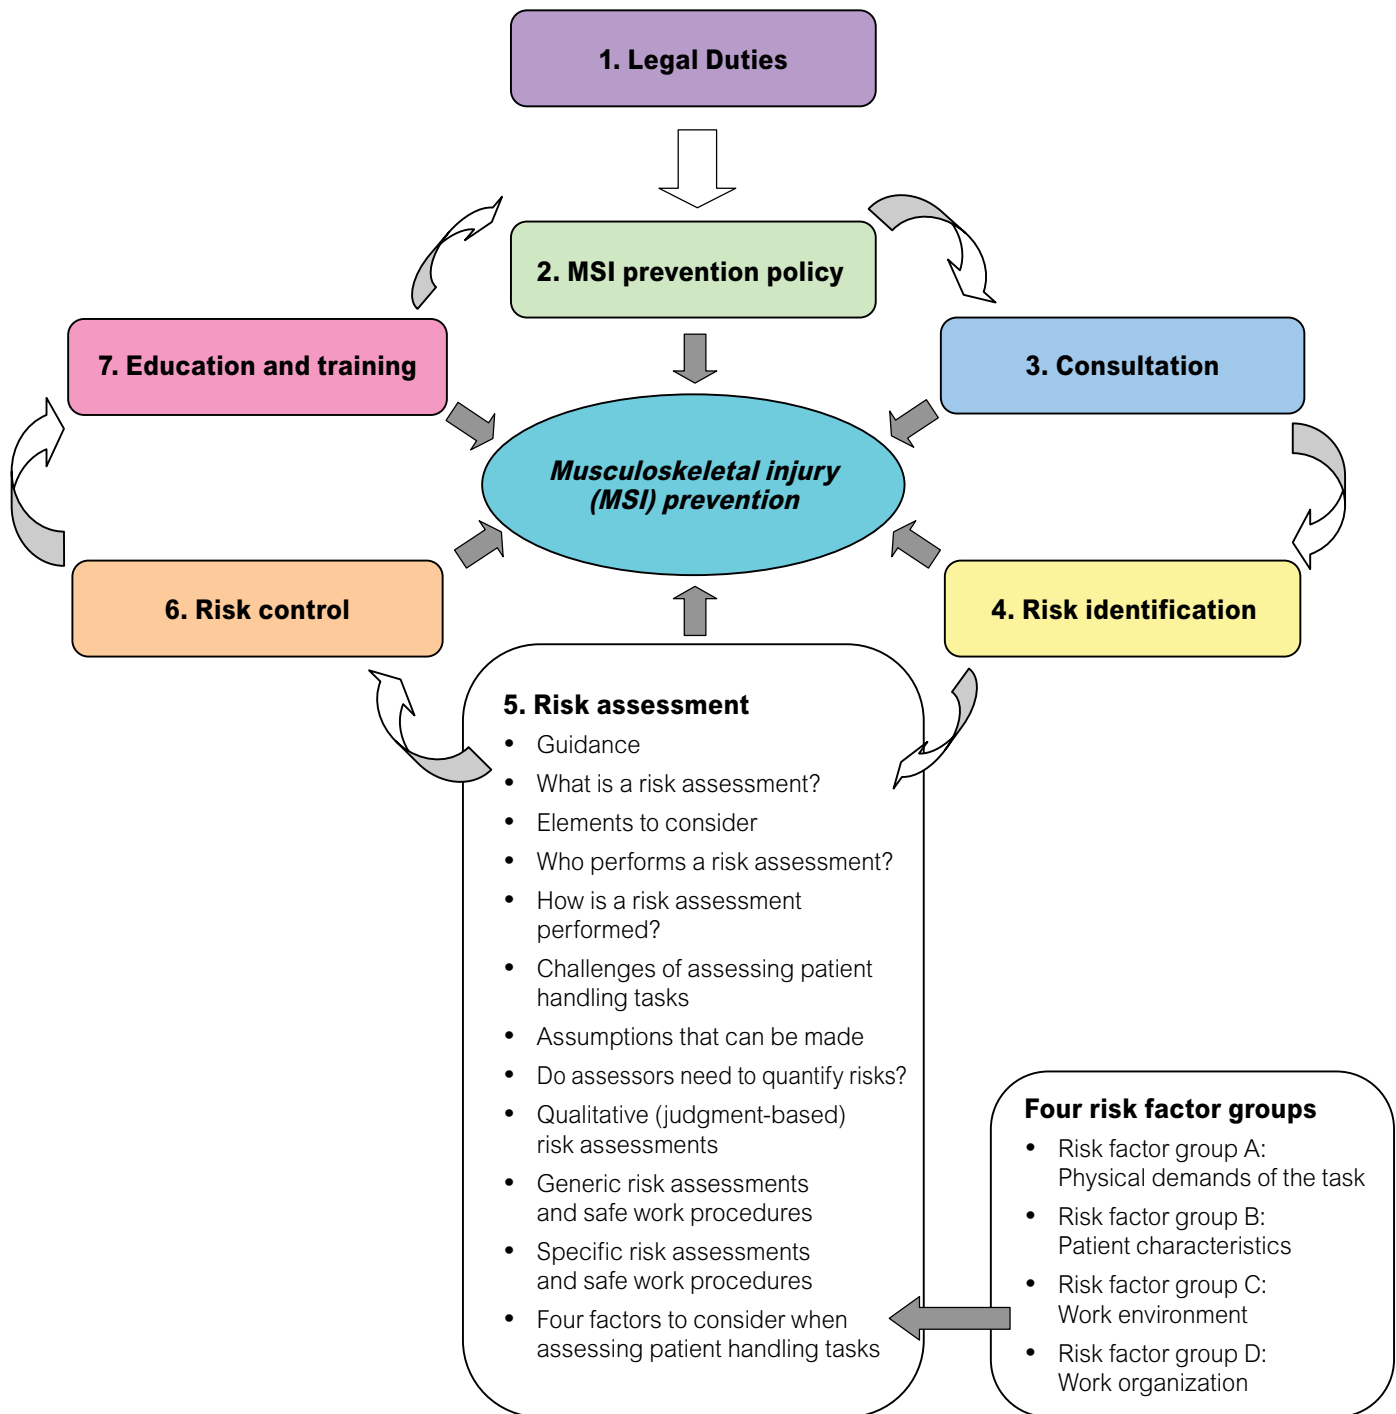 1. Legal Duties
2. MSI prevention policy
7. Education and training
3. Consultation
Musculoskeletal injury
(MSI) prevention
6. Risk control
4. Risk identification
5. Risk assessment
• Guidance
• What is a risk assessment?
• Elements to consider
• Who performs a risk assessment?
• How is a risk assessment
performed?
• Challenges of assessing patient
handling tasks
• Assumptions that can be made
• Do assessors need to quantify risks?
• Qualitative (judgment-based)
risk assessments
• Generic risk assessments
and safe work procedures
• Specific risk assessments
and safe work procedures
• Four factors to consider when
assessing patient handling tasks
Four risk factor groups
• Risk factor group A:
Physical demands of the task
• Risk factor group B:
Patient characteristics
• Risk factor group C:
Work environment
• Risk factor group D:
Work organization